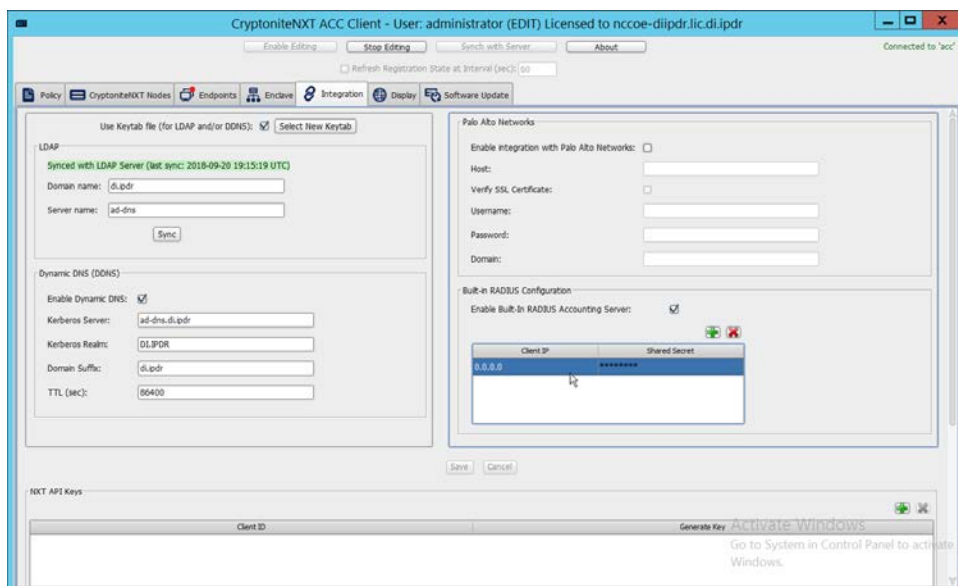 CryptoniteNXT ACC Client - User: administrator (EDIT) Licensed to nccoe-diipdr.lic.di.ipdr
Enable Editing Stop Editing Synch with Server About Connected to 'acc'
Refresh Registration State at Interval (sec): 60
Policy CryptoniteNXT Nodes Endpoints Enclave Integration Display Software Update
Use Keytab file (for LDAP and/or DDNS): Select New Keytab
LDAP
Synced with LDAP Server (last sync: 2018-09-20 19:15:19 UTC)
Domain name: di.ipdr
Server name: ad-dns
Sync
Dynamic DNS (DDNS)
Enable Dynamic DNS:
Kerberos Server: ad-dns.di.ipdr
Kerberos Realm: DI.IPDR
Domain Suffix: di.ipdr
TTL (sec): 86400
Palo Alto Networks
Enable integration with Palo Alto Networks:
Host:
Verify SSL Certificate:
Username:
Password:
Domain:
Built-in RADIUS Configuration
Enable Built-In RADIUS Accounting Server:
Client IP Shared Secret
0.0.0.0 ********
Save Cancel
NXT API Keys
Client ID Generate Key
Activate Windows
Go to System in Control Panel to activate
Windows.